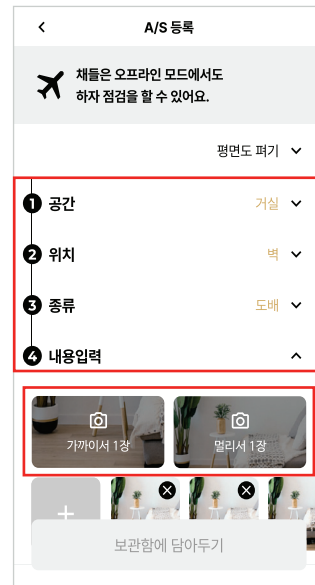 A/S 등록
채들은 오프라인 모드에서도
하자 점검을 할 수 있어요.
평면도 펴기
1 공간 거실
2 위치 벽
3 종류 도배
4 내용입력
가까이서 1장 멀리서 1장
보관함에 담아두기